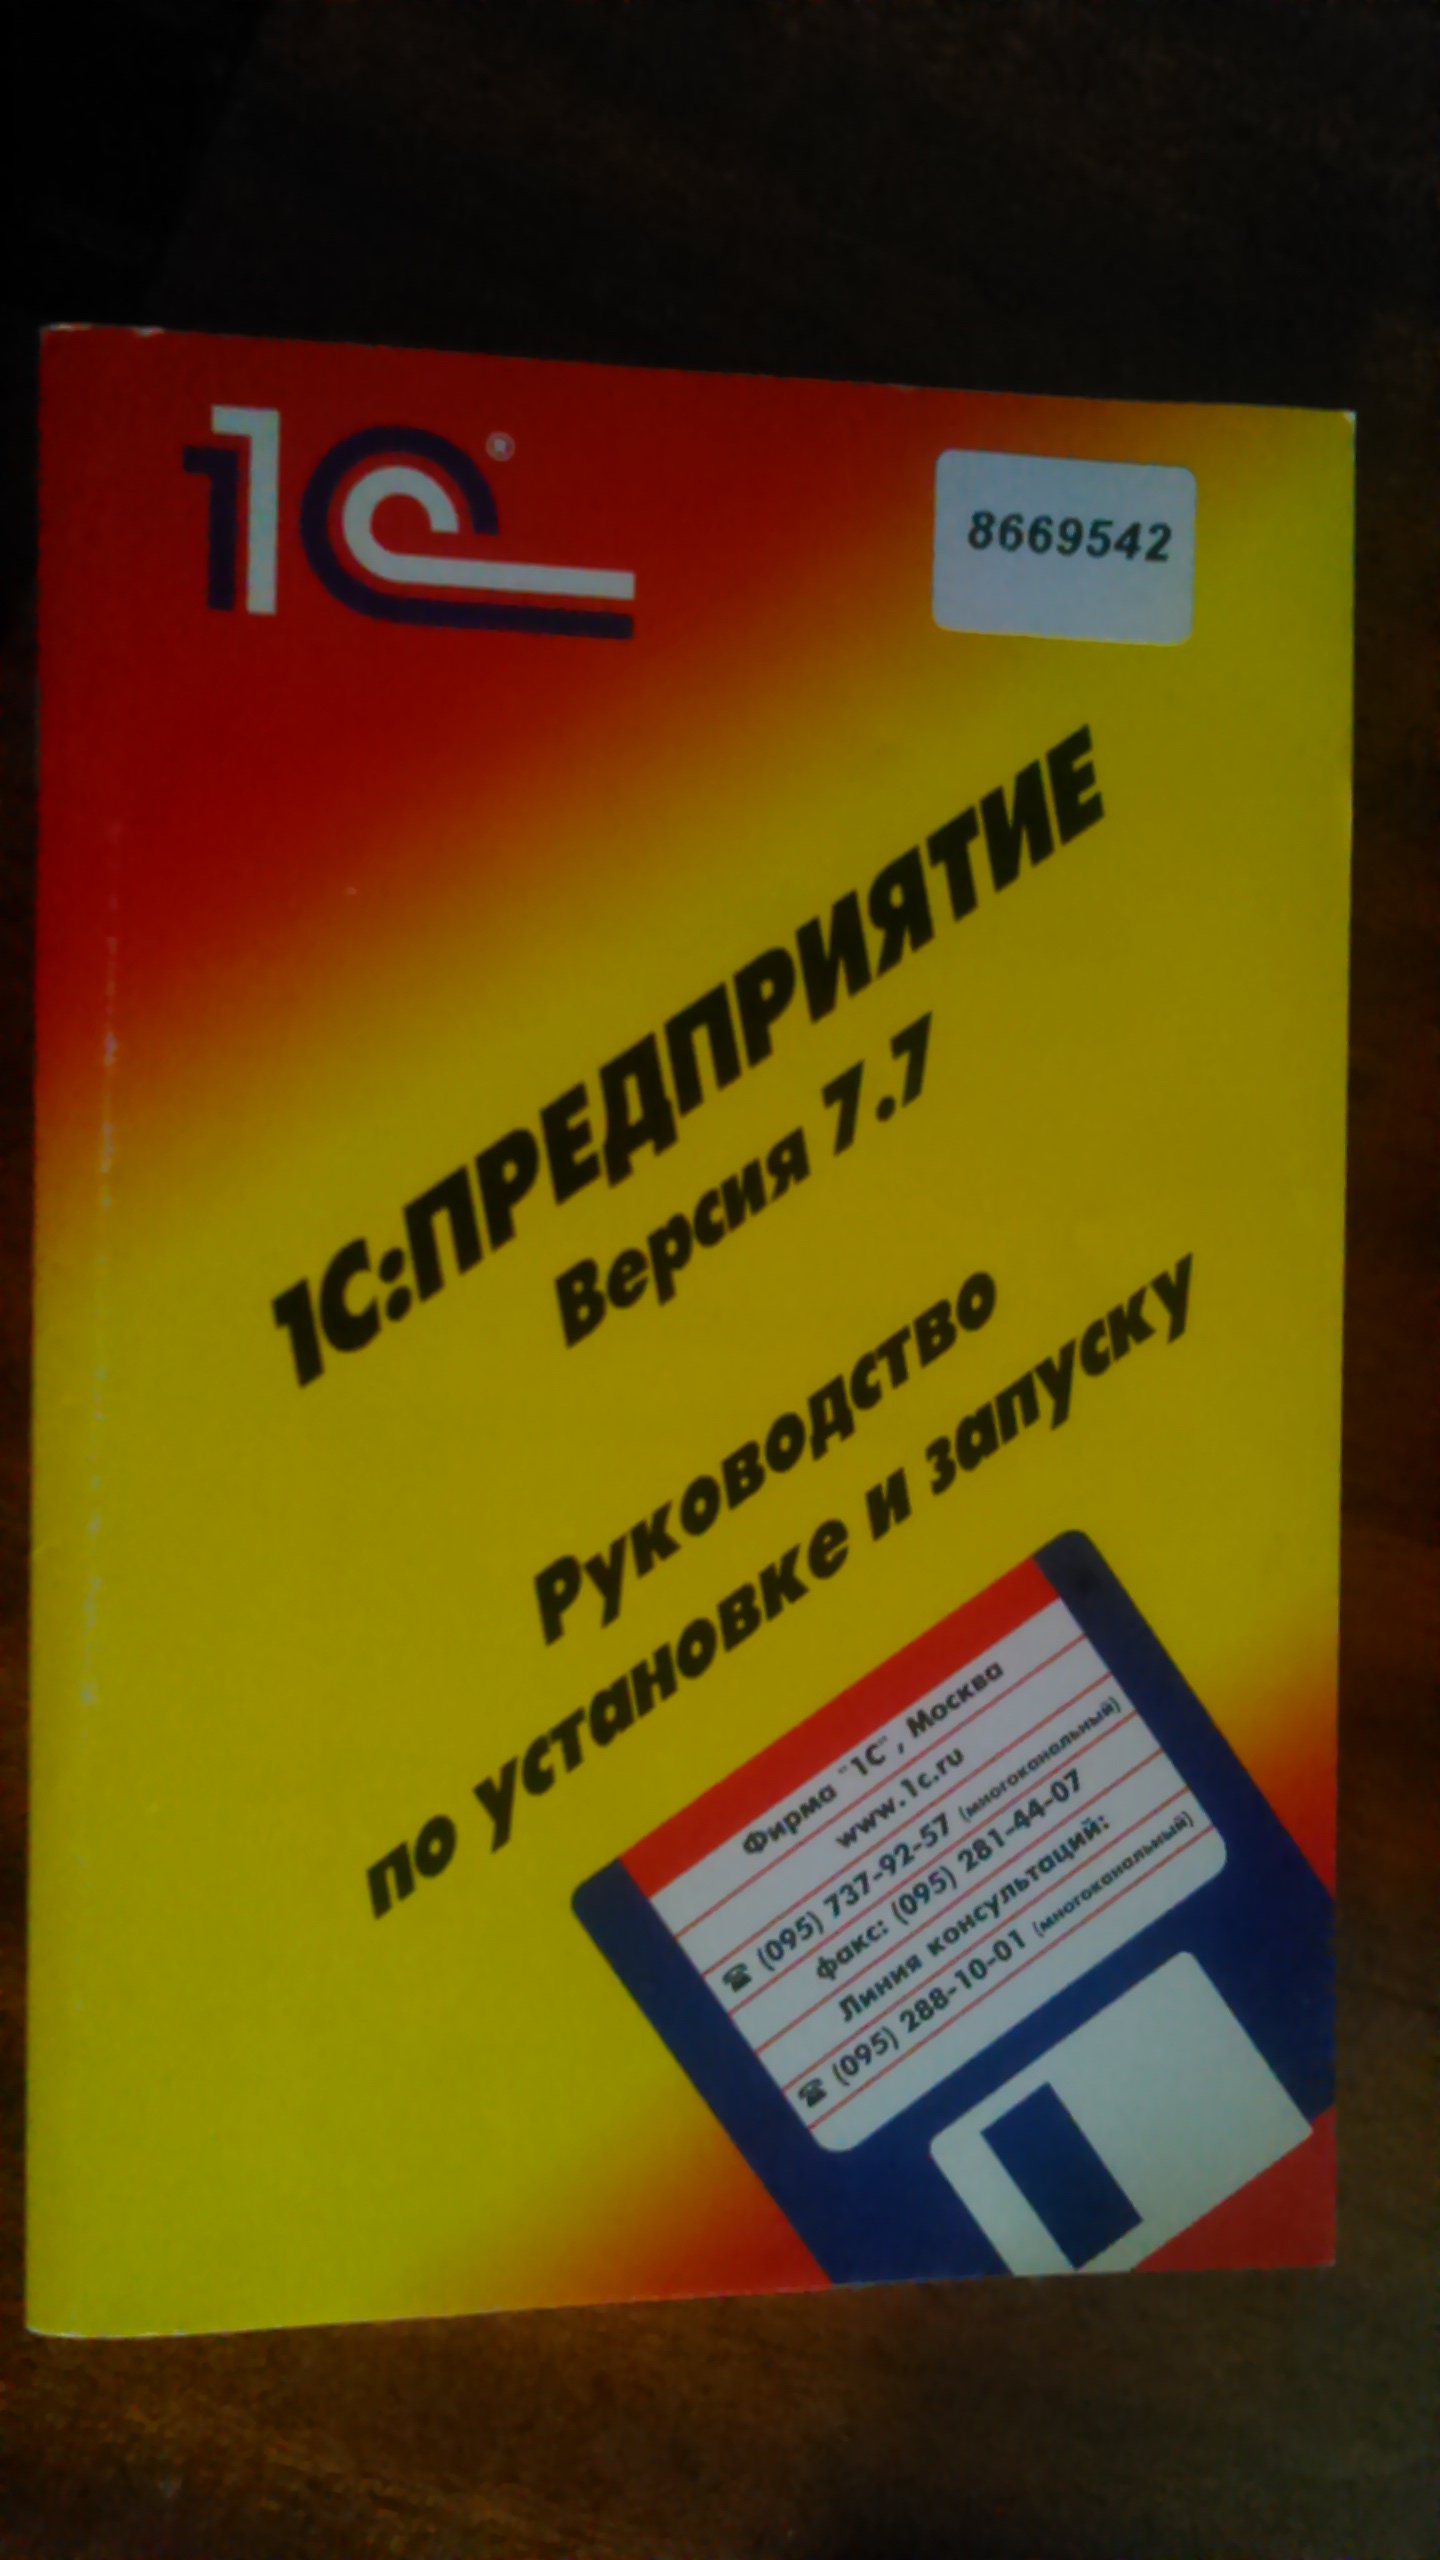 1С®
8669542
1С:ПРЕДПРИЯТИЕ
Версия 7.7
Руководство
по установке и запуску
Фирма "1С", Москва
www.1c.ru
☎ (095) 737-92-57 (многоканальный)
факс: (095) 281-44-07
Линия консультаций:
☎ (095) 288-10-01 (многоканальный)